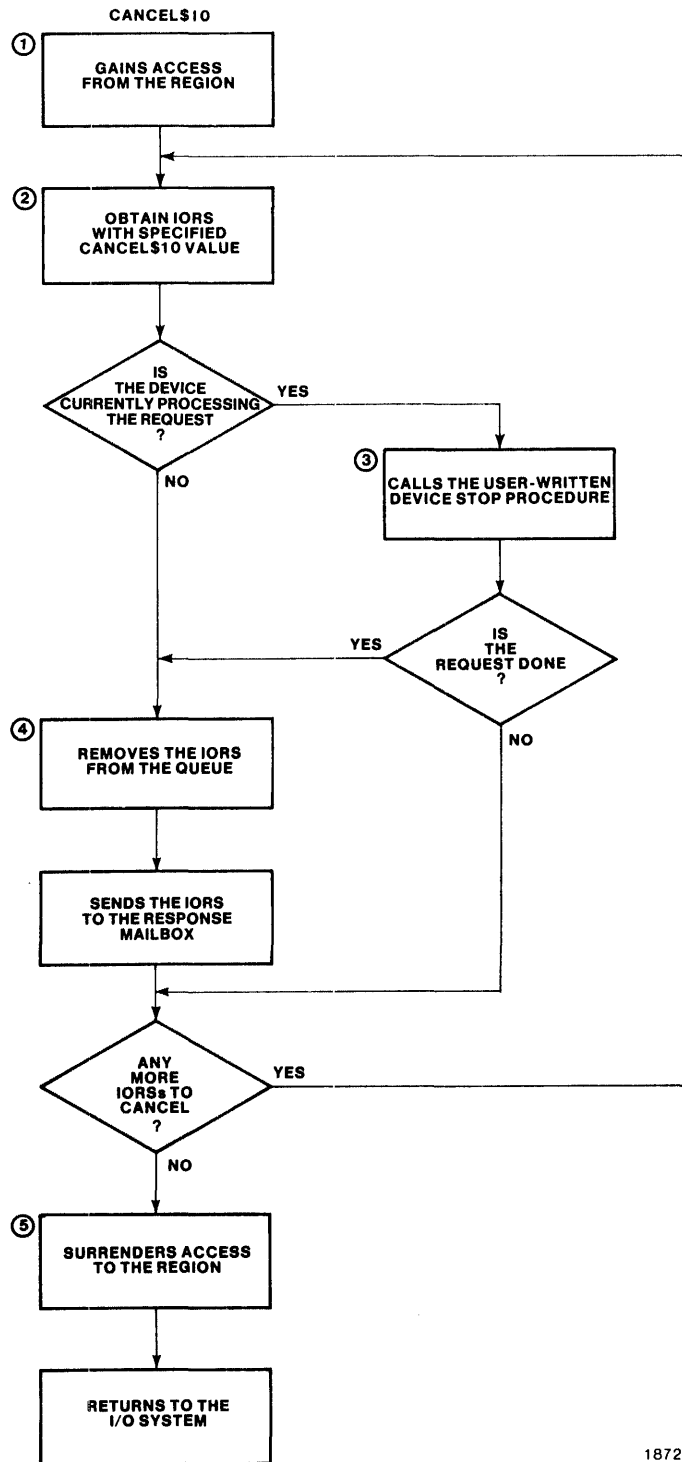 CANCEL$10
1
GAINS ACCESS
FROM THE REGION
2
OBTAIN IORS
WITH SPECIFIED
CANCEL$10 VALUE
IS
THE DEVICE
CURRENTLY PROCESSING
THE REQUEST
?
YES
NO
3
CALLS THE USER-WRITTEN
DEVICE STOP PROCEDURE
IS
THE
REQUEST DONE
?
YES
NO
4
REMOVES THE IORS
FROM THE QUEUE
SENDS THE IORS
TO THE RESPONSE
MAILBOX
ANY
MORE
IORSs TO
CANCEL
?
YES
NO
5
SURRENDERS ACCESS
TO THE REGION
RETURNS TO THE
I/O SYSTEM
1872